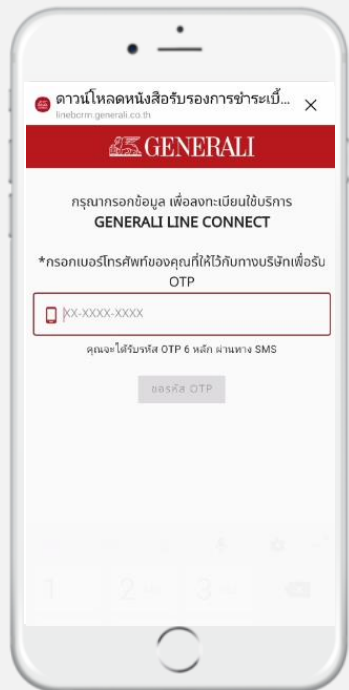 ดาวน์โหลดหนังสือรับรองการชำระเบี้...
linebcrm.generali.co.th
GENERALI
กรุณากรอกข้อมูล เพื่อลงทะเบียนใช้บริการ
GENERALI LINE CONNECT
*กรอกเบอร์โทรศัพท์ของคุณที่ให้ไว้กับทางบริษัทเพื่อรับ
OTP
XX-XXXX-XXXX
คุณจะได้รับรหัส OTP 6 หลัก ผ่านทาง SMS
ขอรหัส OTP
1 2 3